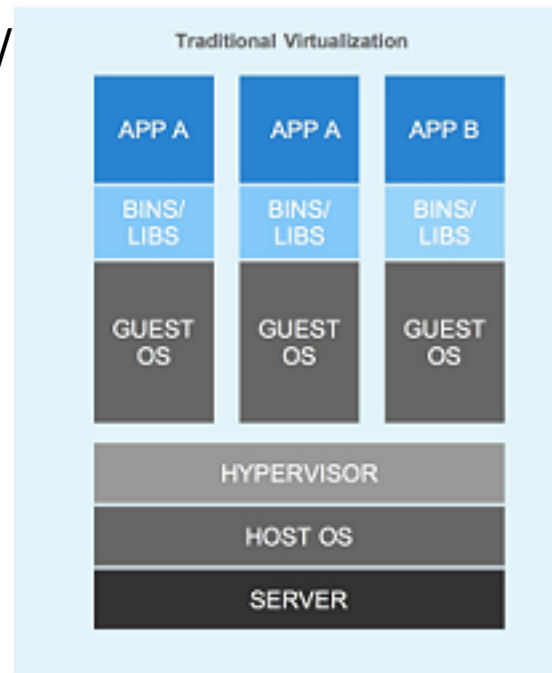 /
Traditional Virtualization
APP A
APP A
APP B
BINS/
LIBS
BINS/
LIBS
BINS/
LIBS
GUEST
OS
GUEST
OS
GUEST
OS
HYPERVISOR
HOST OS
SERVER